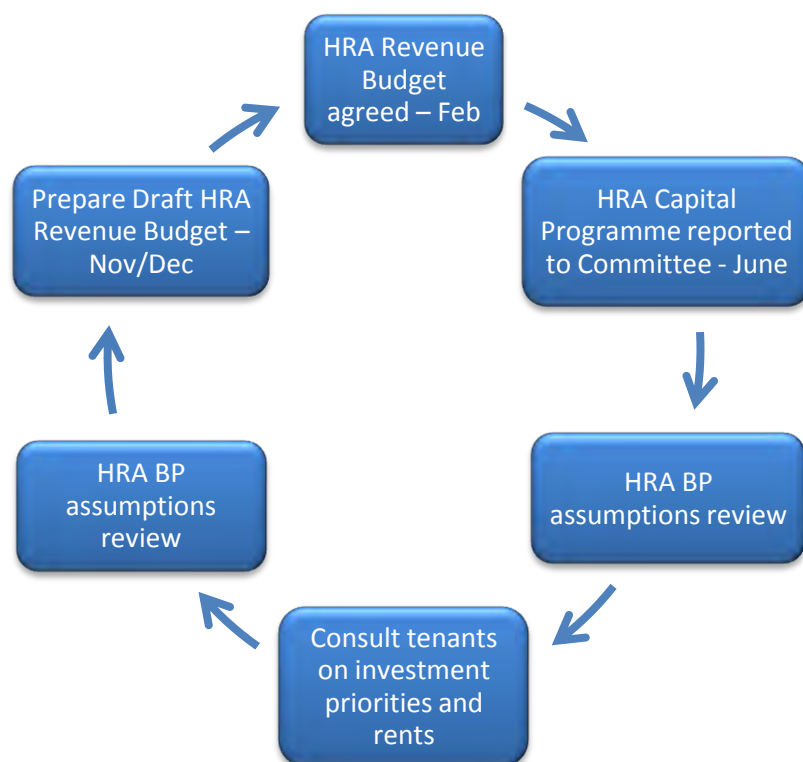 HRA Revenue
Budget
agreed – Feb
HRA Capital
Programme reported
to Committee - June
HRA BP
assumptions review
Consult tenants
on investment
priorities and
rents
HRA BP
assumptions
review
Prepare Draft HRA
Revenue Budget –
Nov/Dec